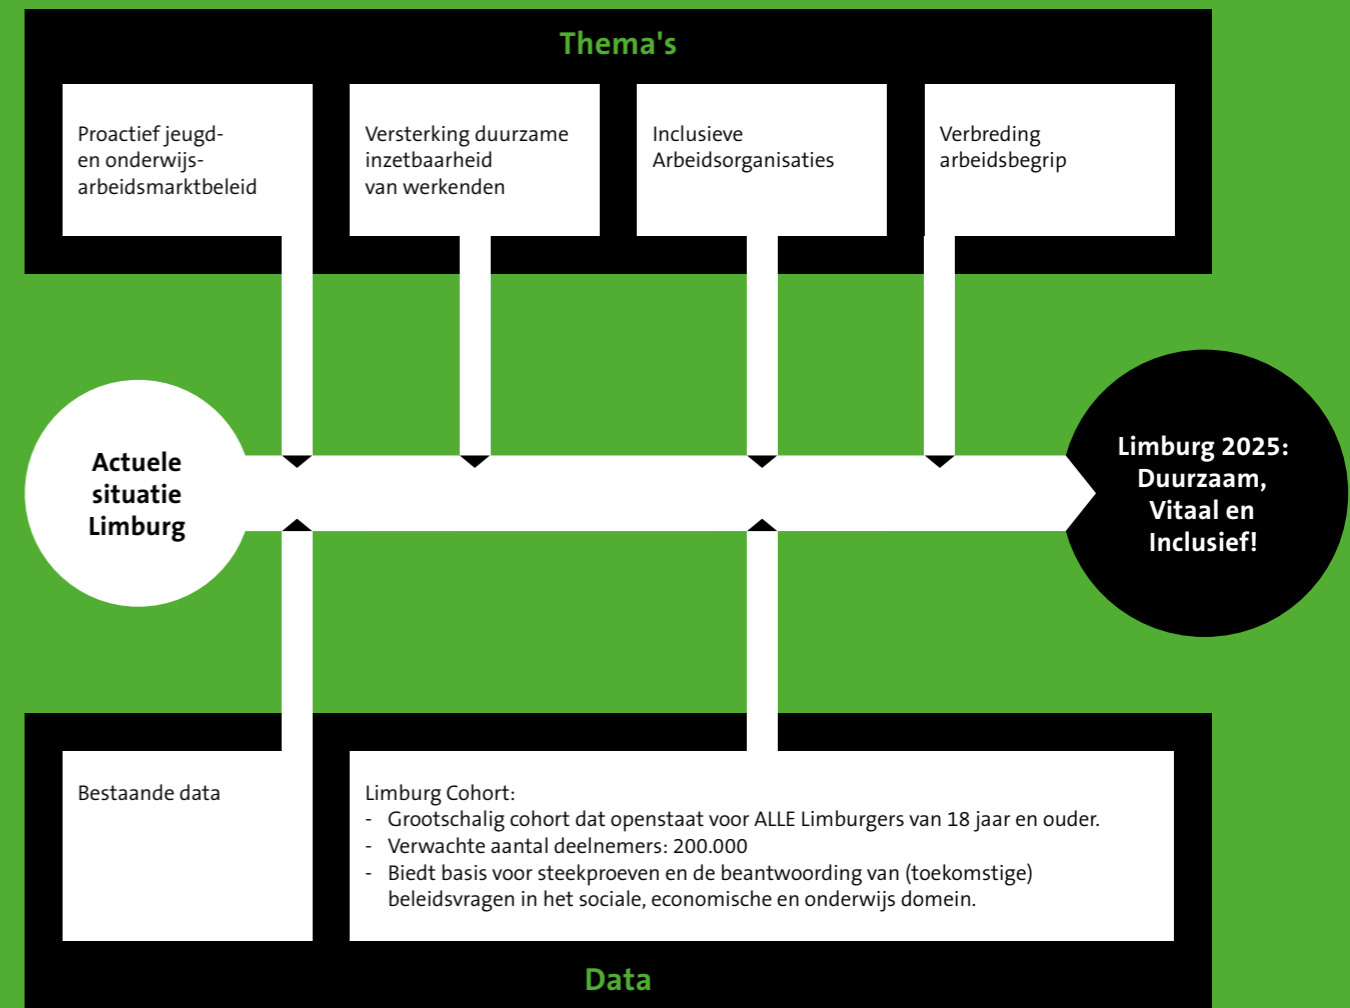 Thema's
Proactief jeugd-
en onderwijs-
arbeidsmarktbeleid
Versterking duurzame
inzetbaarheid
van werkenden
Inclusieve
Arbeidsorganisaties
Verbreding
arbeidsbegrip
Actuele
situatie
Limburg
Limburg 2025:
Duurzaam,
Vitaal en
Inclusief!
Bestaande data
Limburg Cohort:
- Grootschalig cohort dat openstaat voor ALLE Limburgers van 18 jaar en ouder.
- Verwachte aantal deelnemers: 200.000
- Biedt basis voor steekproeven en de beantwoording van (toekomstige)
beleidsvragen in het sociale, economische en onderwijs domein.
Data